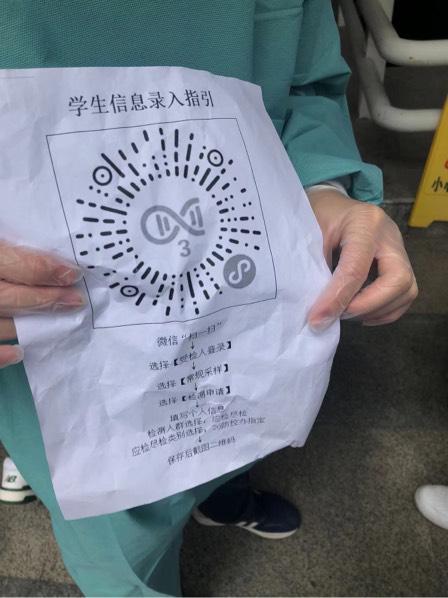 学生信息录入指引
3
微信“扫一扫”
↓
选择【受检人登录】
↓
选择【常规采样】
↓
选择【检测申请】
↓
填写个人信息
检测人群选择：应检尽检
应检尽检类别选择：
↓
保存后截图二维码
小心